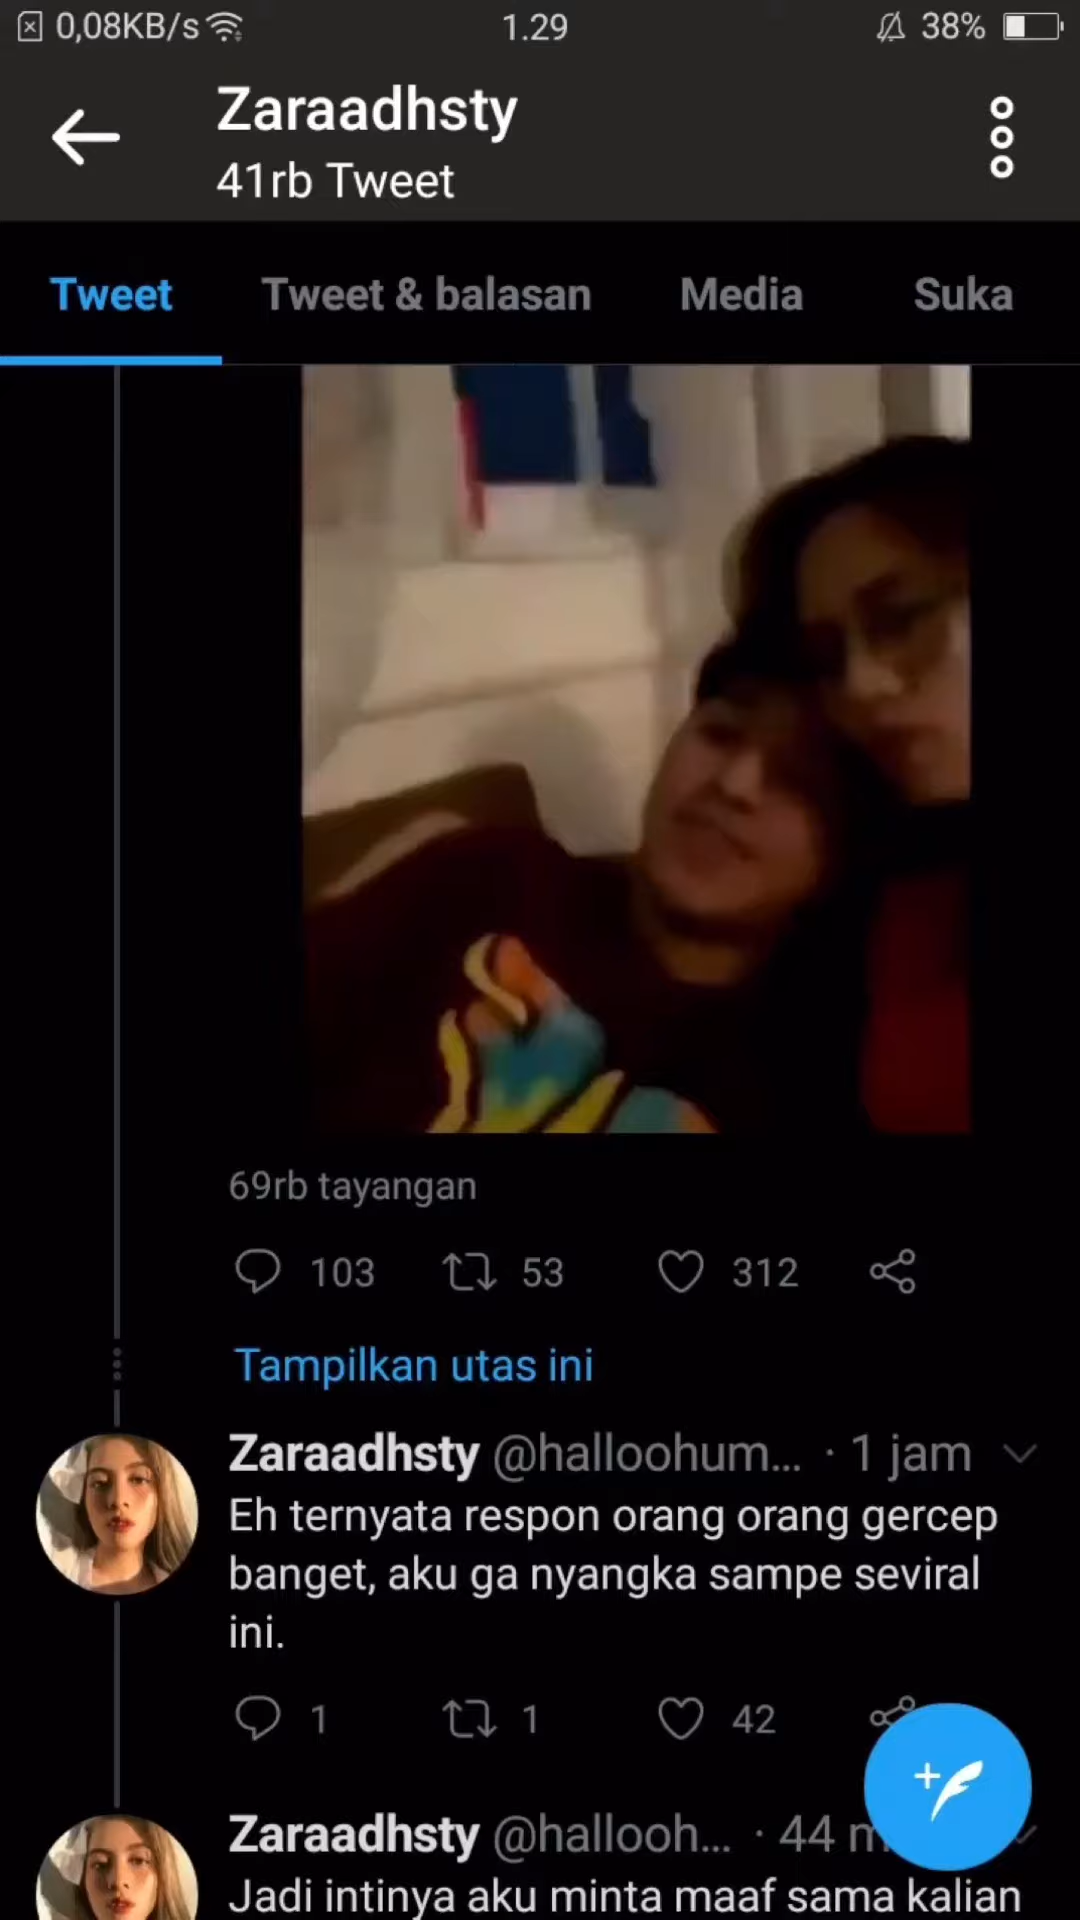 0,08KB/s
1.29
38%
Zaraadhsty
41rb Tweet
Tweet
Tweet & balasan
Media
Suka
69rb tayangan
103
53
312
Tampilkan utas ini
Zaraadhsty @halloohum... · 1 jam
Eh ternyata respon orang orang gercep
banget, aku ga nyangka sampe seviral
ini.
1
1
42
Zaraadhsty @hallooh... · 44
Jadi intinya aku minta maaf sama kalian